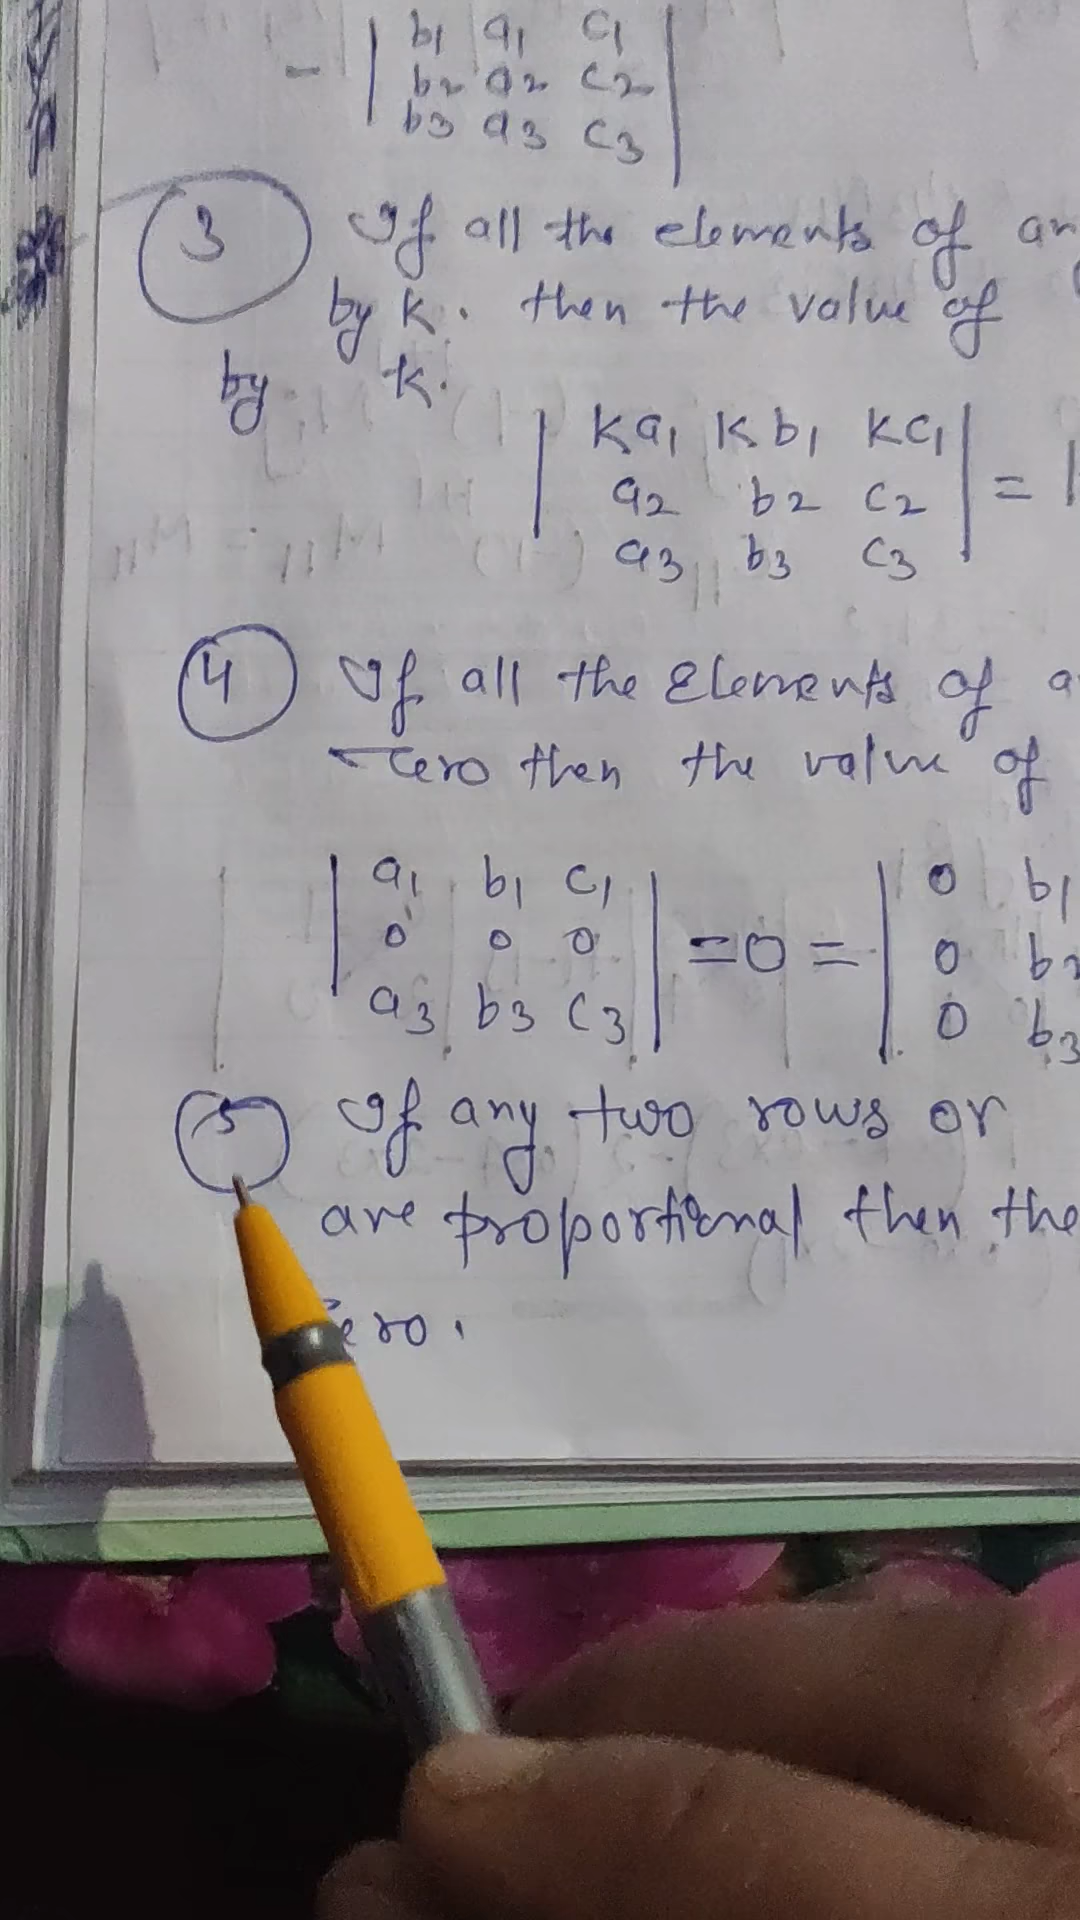 b1 a1 c1
- b2 a2 c2
b3 a3 c3
3 If all the elements of an
by k. then the value of
by k.
ka1 kb1 kc1
a2 b2 c2 =
a3 b3 c3
4 If all the Elements of a
zero then the value of
a1 b1 c1 0 b1
0 0 0 =0= 0 b2
a3 b3 c3 0 b3
5 If any two rows or
are proportional then the
ero.